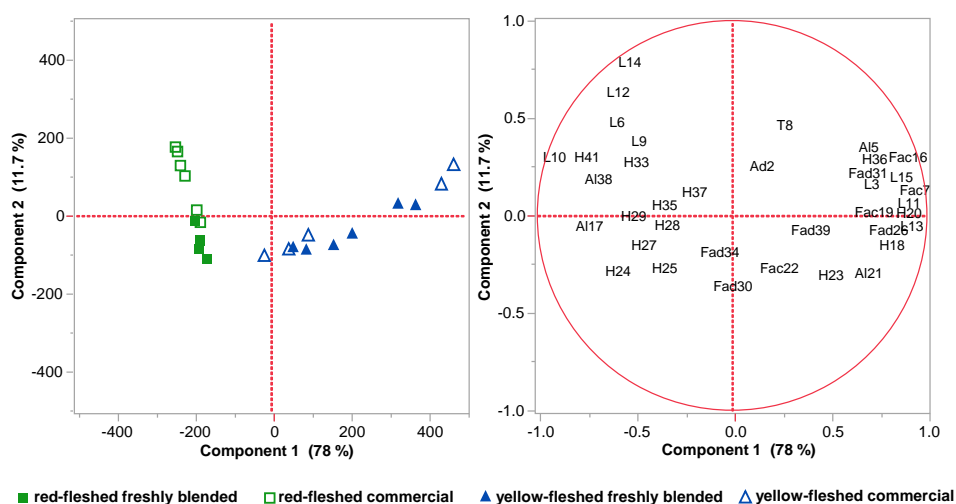 400
200
0
-200
-400
-400 -200 0 200 400
Component 2 (11.7 %)
Component 1 (78 %)
1.0
0.5
0.0
-0.5
-1.0
-1.0 -0.5 0.0 0.5 1.0
Component 2 (11.7 %)
Component 1 (78 %)
L14
L12
L6
T8
L9
Al5
L10 H41 H33 Ad2 H36 Fac16
Al38 Fad31 L15
L3
H37 Fac7
H35 L11
H29 Fac19 H20
Al17 H28 Fad39 Fad26 L13
H27 Fad34 H18
H24 H25 Fac22 H23 Al21
Fad30
red-fleshed freshly blended red-fleshed commercial yellow-fleshed freshly blended yellow-fleshed commercial